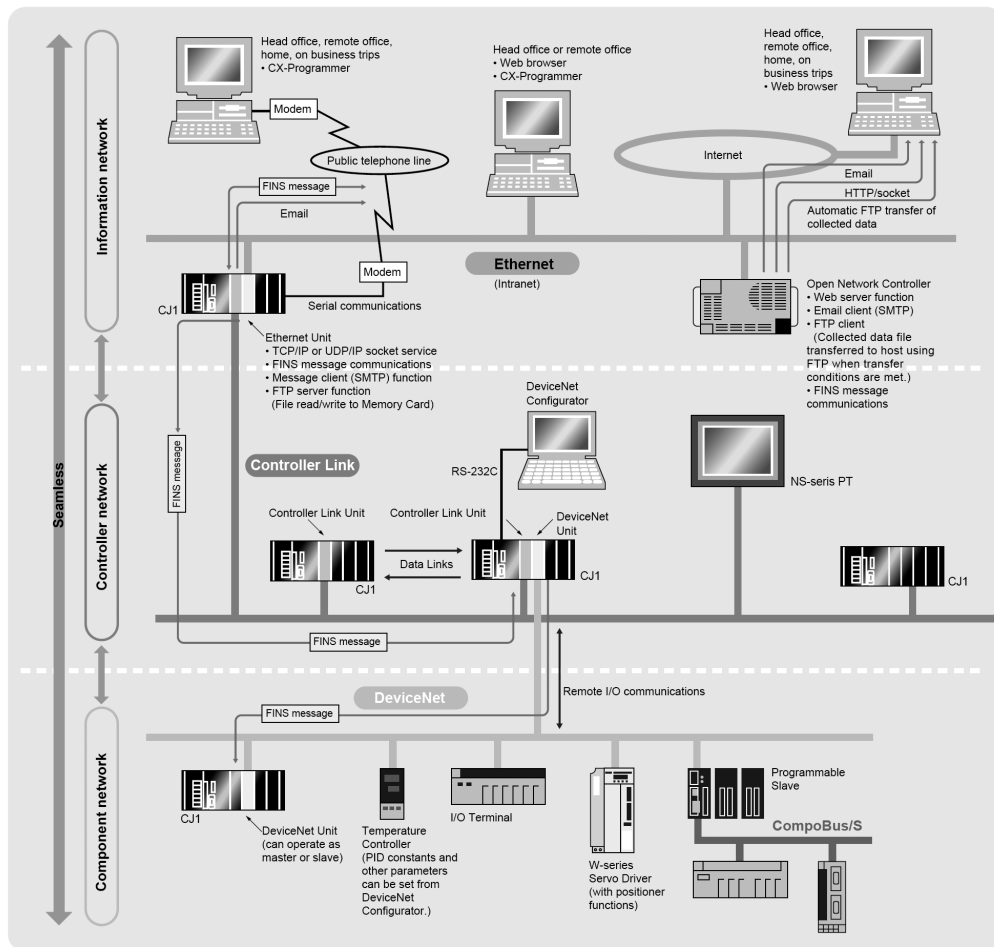 Head office, remote office,
home, on business trips
• CX-Programmer
Modem
Public telephone line
FINS message
Email
Modem
Serial communications
CJ1
Head office or remote office
• Web browser
• CX-Programmer
Head office,
remote office,
home, on
business trips
• Web browser
Internet
Email
HTTP/socket
Automatic FTP transfer of
collected data
Ethernet
(Intranet)
Information network
Ethernet Unit
• TCP/IP or UDP/IP socket service
• FINS message communications
• Message client (SMTP) function
• FTP server function
(File read/write to Memory Card)
Open Network Controller
• Web server function
• Email client (SMTP)
• FTP client
(Collected data file
transferred to host using
FTP when transfer
conditions are met.)
• FINS message
communications
Seamless
Controller network
FINS message
Controller Link
DeviceNet
Configurator
RS-232C
NS-seris PT
Controller Link Unit
Controller Link Unit
DeviceNet
Unit
Data Links
CJ1
CJ1
CJ1
FINS message
Remote I/O communications
Component network
DeviceNet
FINS message
CJ1
DeviceNet Unit
(can operate as
master or slave)
Temperature
Controller
(PID constants and
other parameters
can be set from
DeviceNet
Configurator.)
I/O Terminal
W-series
Servo Driver
(with positioner
functions)
Programmable
Slave
CompoBus/S